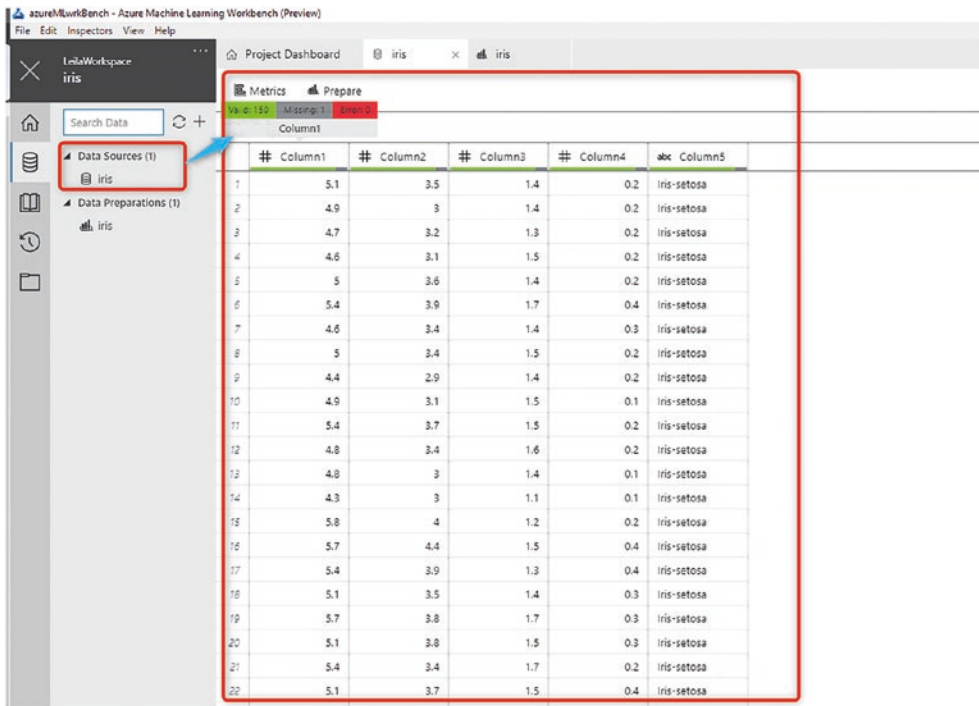 azureMLwrkBench - Azure Machine Learning Workbench (Preview)
File Edit Inspectors View Help
LeilaWorkspace
iris
Project Dashboard iris × iris
Metrics Prepare
Valid: 150 Missing: 1 Error: 0
Column1
Search Data
Data Sources (1)
iris
Data Preparations (1)
iris
# Column1 # Column2 # Column3 # Column4 abc Column5
1 5.1 3.5 1.4 0.2 Iris-setosa
2 4.9 3 1.4 0.2 Iris-setosa
3 4.7 3.2 1.3 0.2 Iris-setosa
4 4.6 3.1 1.5 0.2 Iris-setosa
5 5 3.6 1.4 0.2 Iris-setosa
6 5.4 3.9 1.7 0.4 Iris-setosa
7 4.6 3.4 1.4 0.3 Iris-setosa
8 5 3.4 1.5 0.2 Iris-setosa
9 4.4 2.9 1.4 0.2 Iris-setosa
10 4.9 3.1 1.5 0.1 Iris-setosa
11 5.4 3.7 1.5 0.2 Iris-setosa
12 4.8 3.4 1.6 0.2 Iris-setosa
13 4.8 3 1.4 0.1 Iris-setosa
14 4.3 3 1.1 0.1 Iris-setosa
15 5.8 4 1.2 0.2 Iris-setosa
16 5.7 4.4 1.5 0.4 Iris-setosa
17 5.4 3.9 1.3 0.4 Iris-setosa
18 5.1 3.5 1.4 0.3 Iris-setosa
19 5.7 3.8 1.7 0.3 Iris-setosa
20 5.1 3.8 1.5 0.3 Iris-setosa
21 5.4 3.4 1.7 0.2 Iris-setosa
22 5.1 3.7 1.5 0.4 Iris-setosa